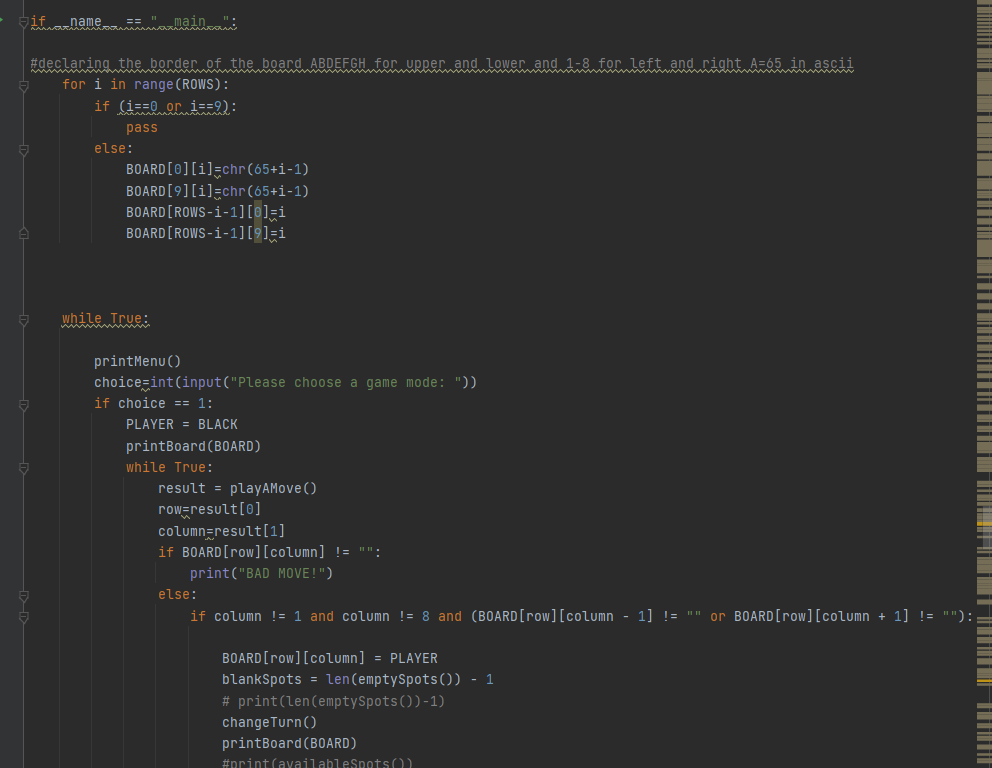 if __name__ == "__main__":
#declaring the border of the board ABDEFGH for upper and lower and 1-8 for left and right A=65 in ascii
for i in range(ROWS):
if (i==0 or i==9):
pass
else:
BOARD[0][i]=chr(65+i-1)
BOARD[9][i]=chr(65+i-1)
BOARD[ROWS-i-1][0]=i
BOARD[ROWS-i-1][9]=i
while True:
printMenu()
choice=int(input("Please choose a game mode: "))
if choice == 1:
PLAYER = BLACK
printBoard(BOARD)
while True:
result = playAMove()
row=result[0]
column=result[1]
if BOARD[row][column] != "":
print("BAD MOVE!")
else:
if column != 1 and column != 8 and (BOARD[row][column - 1] != "" or BOARD[row][column + 1] != ""):
BOARD[row][column] = PLAYER
blankSpots = len(emptySpots()) - 1
# print(len(emptySpots())-1)
changeTurn()
printBoard(BOARD)
#print(availableSpots())